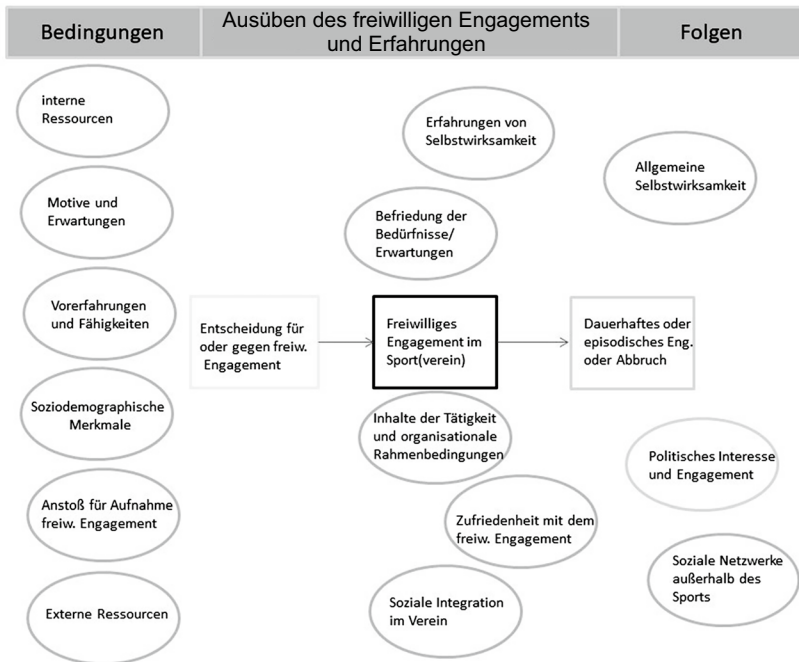 Bedingungen
Ausüben des freiwilligen Engagements
und Erfahrungen
Folgen
interne
Ressourcen
Motive und
Erwartungen
Vorerfahrungen
und Fähigkeiten
Soziodemographische
Merkmale
Anstoß für Aufnahme
freiw. Engagement
Externe Ressourcen
Entscheidung für
oder gegen freiw.
Engagement
Erfahrungen von
Selbstwirksamkeit
Befriedung der
Bedürfnisse/
Erwartungen
Freiwilliges
Engagement im
Sport(verein)
Inhalte der Tätigkeit
und organisationale
Rahmenbedingungen
Zufriedenheit mit dem
freiw. Engagement
Soziale Integration
im Verein
Allgemeine
Selbstwirksamkeit
Dauerhaftes oder
episodisches Eng.
oder Abbruch
Politisches Interesse
und Engagement
Soziale Netzwerke
außerhalb des
Sports